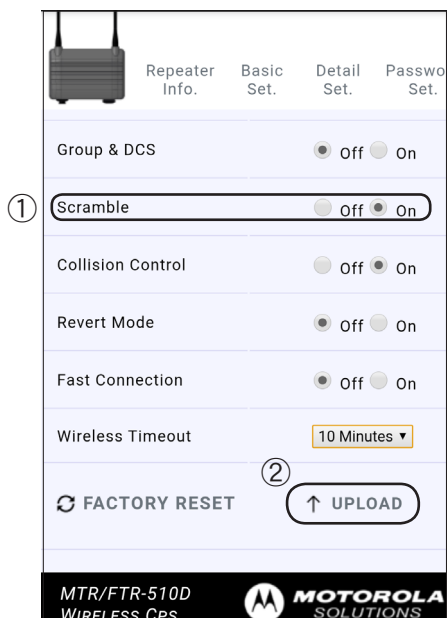 Repeater Info.
Basic Set.
Detail Set.
Passwo Set.
Group & DCS Off On
① Scramble Off On
Collision Control Off On
Revert Mode Off On
Fast Connection Off On
Wireless Timeout 10 Minutes ▼
②
FACTORY RESET ↑ UPLOAD
MTR/FTR-510D MOTOROLA
WIRELESS CPS SOLUTIONS